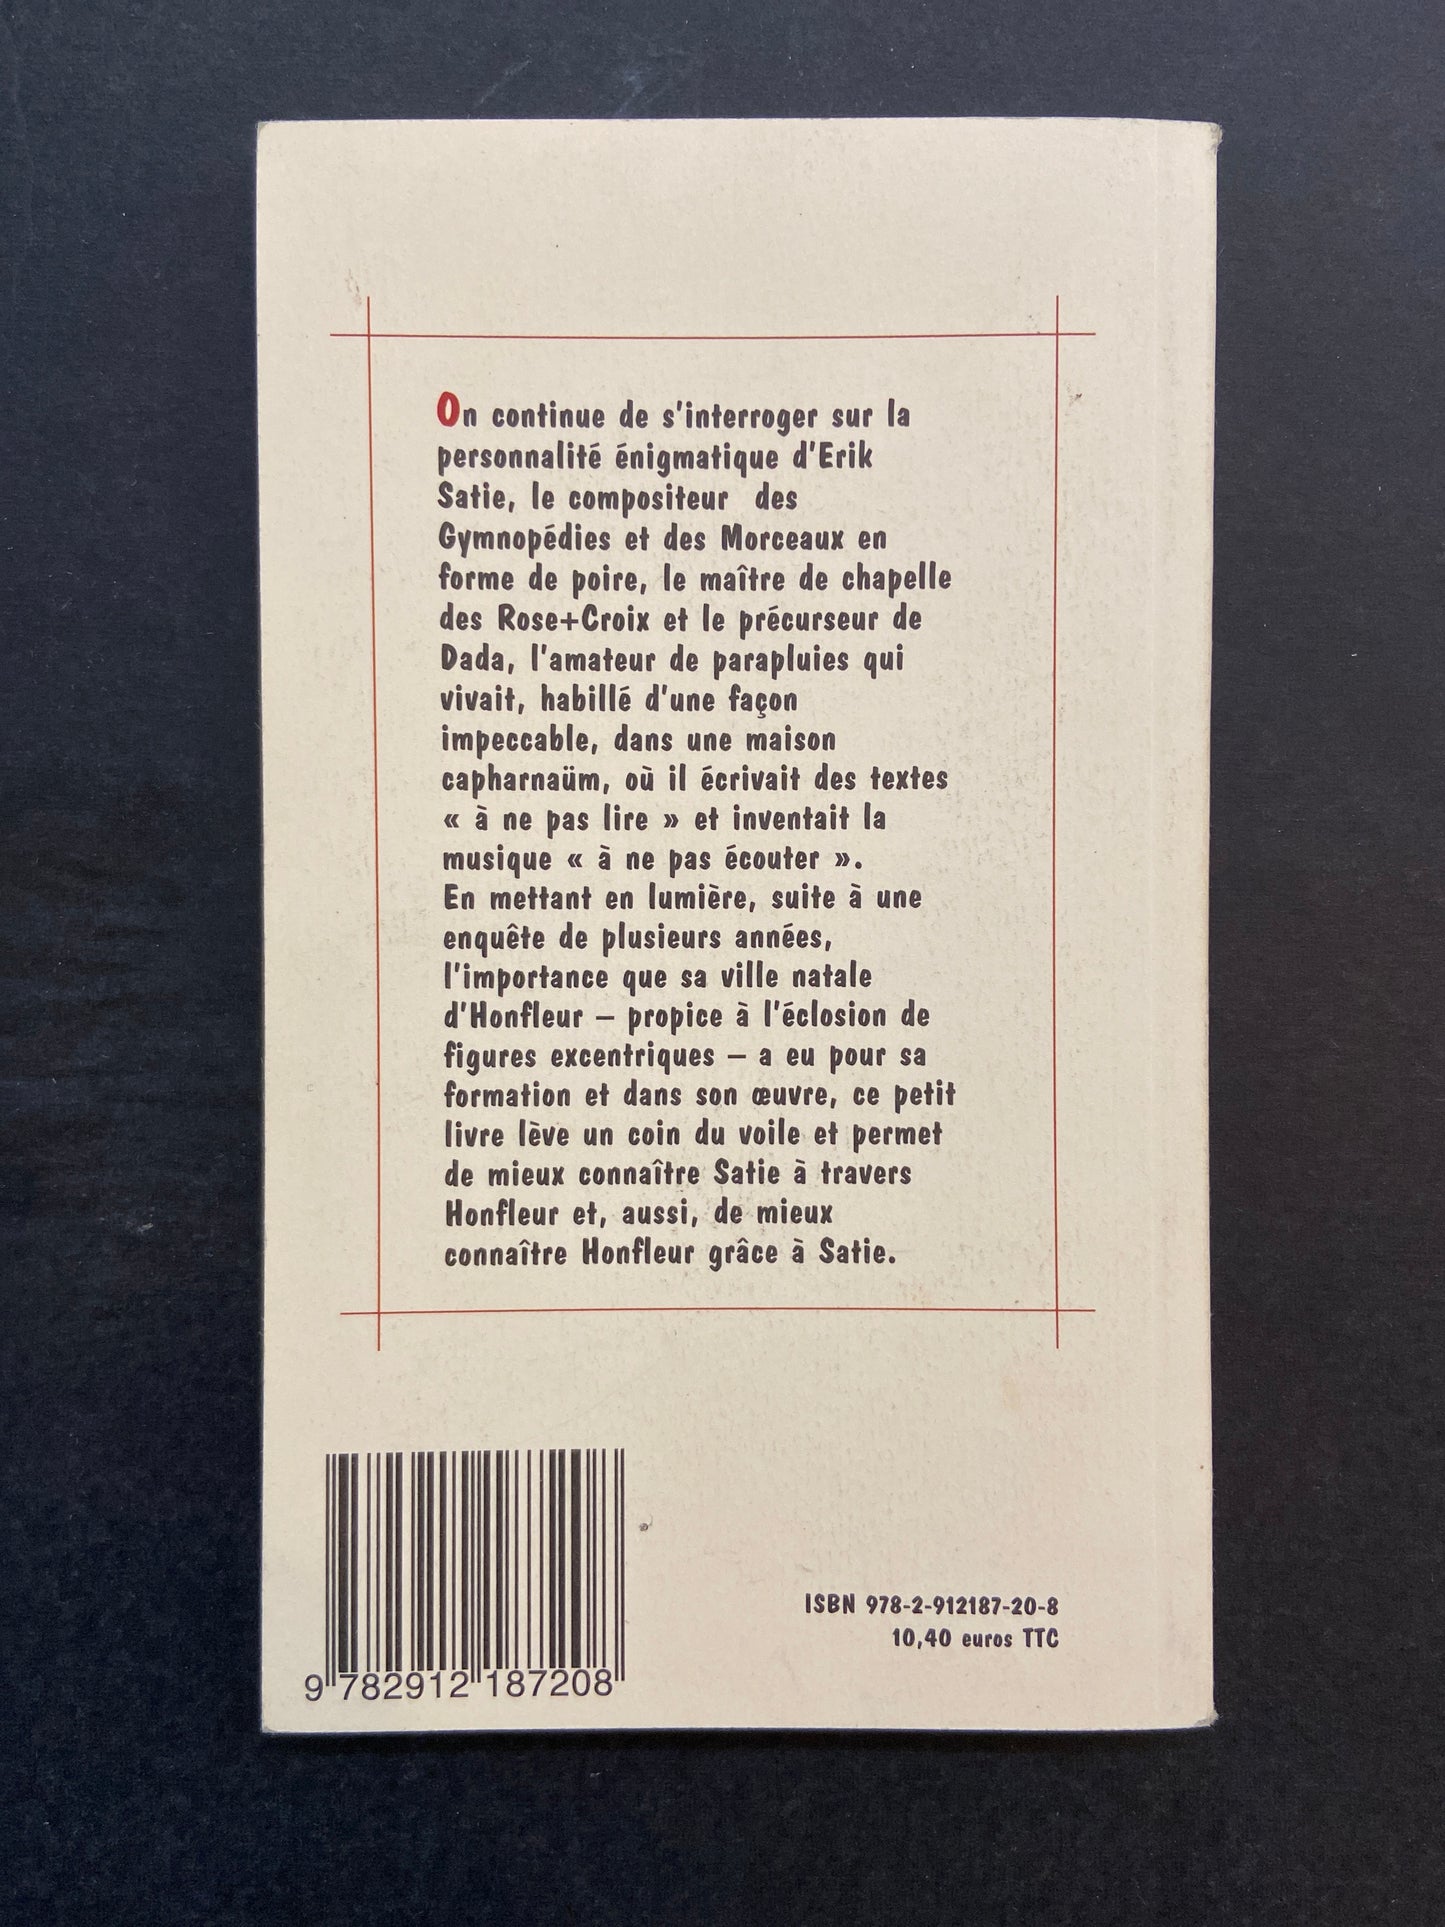 On continue de s'interroger sur la
personnalité énigmatique d'Erik
Satie, le compositeur des
Gymnopédies et des Morceaux en
forme de poire, le maître de chapelle
des Rose+Croix et le précurseur de
Dada, l'amateur de parapluies qui
vivait, habillé d'une façon
impeccable, dans une maison
capharnaüm, où il écrivait des textes
« à ne pas lire » et inventait la
musique « à ne pas écouter ».
En mettant en lumière, suite à une
enquête de plusieurs années,
l'importance que sa ville natale
d'Honfleur – propice à l'éclosion de
figures excentriques – a eu pour sa
formation et dans son œuvre, ce petit
livre lève un coin du voile et permet
de mieux connaître Satie à travers
Honfleur et, aussi, de mieux
connaître Honfleur grâce à Satie.
ISBN 978-2-912187-20-8
10,40 euros TTC
9 782912 187208